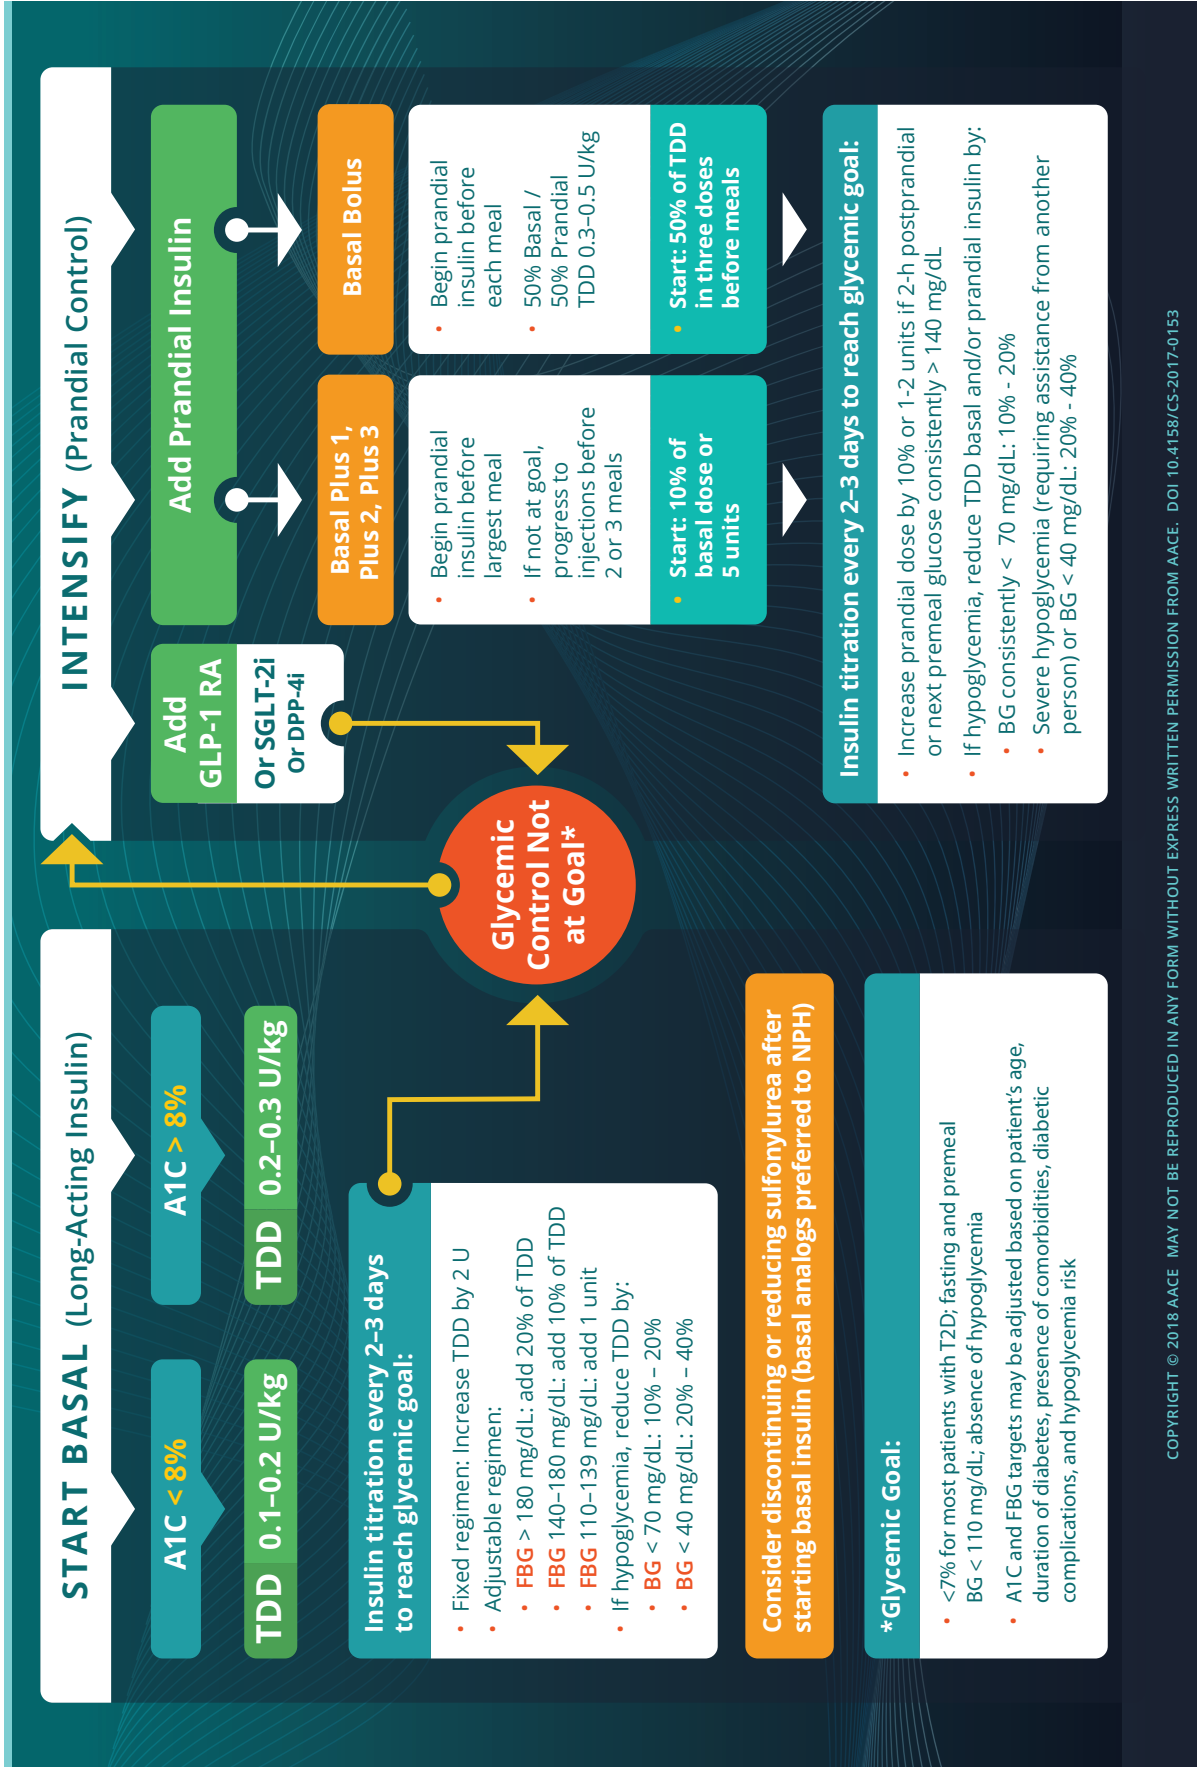 START BASAL (Long-Acting Insulin)
A1C < 8%
A1C > 8%
TDD 0.1–0.2 U/kg
TDD 0.2–0.3 U/kg
Insulin titration every 2–3 days
to reach glycemic goal:
• Fixed regimen: Increase TDD by 2 U
• Adjustable regimen:
• FBG > 180 mg/dL: add 20% of TDD
• FBG 140–180 mg/dL: add 10% of TDD
• FBG 110–139 mg/dL: add 1 unit
• If hypoglycemia, reduce TDD by:
• BG < 70 mg/dL: 10% – 20%
• BG < 40 mg/dL: 20% – 40%
Consider discontinuing or reducing sulfonylurea after
starting basal insulin (basal analogs preferred to NPH)
*Glycemic Goal:
• <7% for most patients with T2D; fasting and premeal
BG < 110 mg/dL; absence of hypoglycemia
• A1C and FBG targets may be adjusted based on patient's age,
duration of diabetes, presence of comorbidities, diabetic
complications, and hypoglycemia risk
Glycemic
Control Not
at Goal*
INTENSIFY (Prandial Control)
Add
GLP-1 RA
Or SGLT-2i
Or DPP-4i
Add Prandial Insulin
Basal Plus 1,
Plus 2, Plus 3
• Begin prandial
insulin before
largest meal
• If not at goal,
progress to
injections before
2 or 3 meals
• Start: 10% of
basal dose or
5 units
Basal Bolus
• Begin prandial
insulin before
each meal
• 50% Basal /
50% Prandial
TDD 0.3–0.5 U/kg
• Start: 50% of TDD
in three doses
before meals
Insulin titration every 2–3 days to reach glycemic goal:
• Increase prandial dose by 10% or 1-2 units if 2-h postprandial
or next premeal glucose consistently > 140 mg/dL
• If hypoglycemia, reduce TDD basal and/or prandial insulin by:
• BG consistently < 70 mg/dL: 10% - 20%
• Severe hypoglycemia (requiring assistance from another
person) or BG < 40 mg/dL: 20% - 40%
COPYRIGHT © 2018 AACE MAY NOT BE REPRODUCED IN ANY FORM WITHOUT EXPRESS WRITTEN PERMISSION FROM AACE. DOI 10.4158/CS-2017-0153